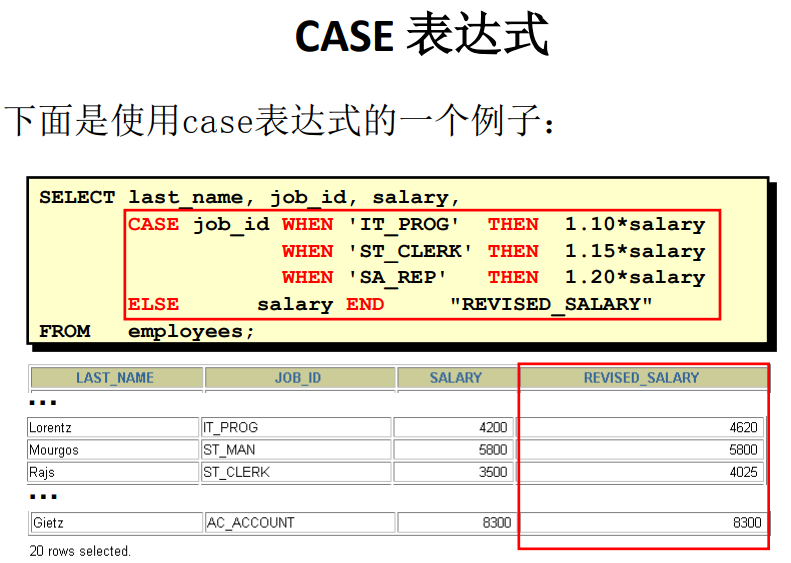 CASE 表达式
下面是使用case表达式的一个例子：
SELECT last_name, job_id, salary,
CASE job_id WHEN 'IT_PROG' THEN 1.10*salary
WHEN 'ST_CLERK' THEN 1.15*salary
WHEN 'SA_REP' THEN 1.20*salary
ELSE salary END "REVISED_SALARY"
FROM employees;
LAST_NAME JOB_ID SALARY REVISED_SALARY
...
Lorentz IT_PROG 4200 4620
Mourgos ST_MAN 5800 5800
Rajs ST_CLERK 3500 4025
...
Gietz AC_ACCOUNT 8300 8300
20 rows selected.